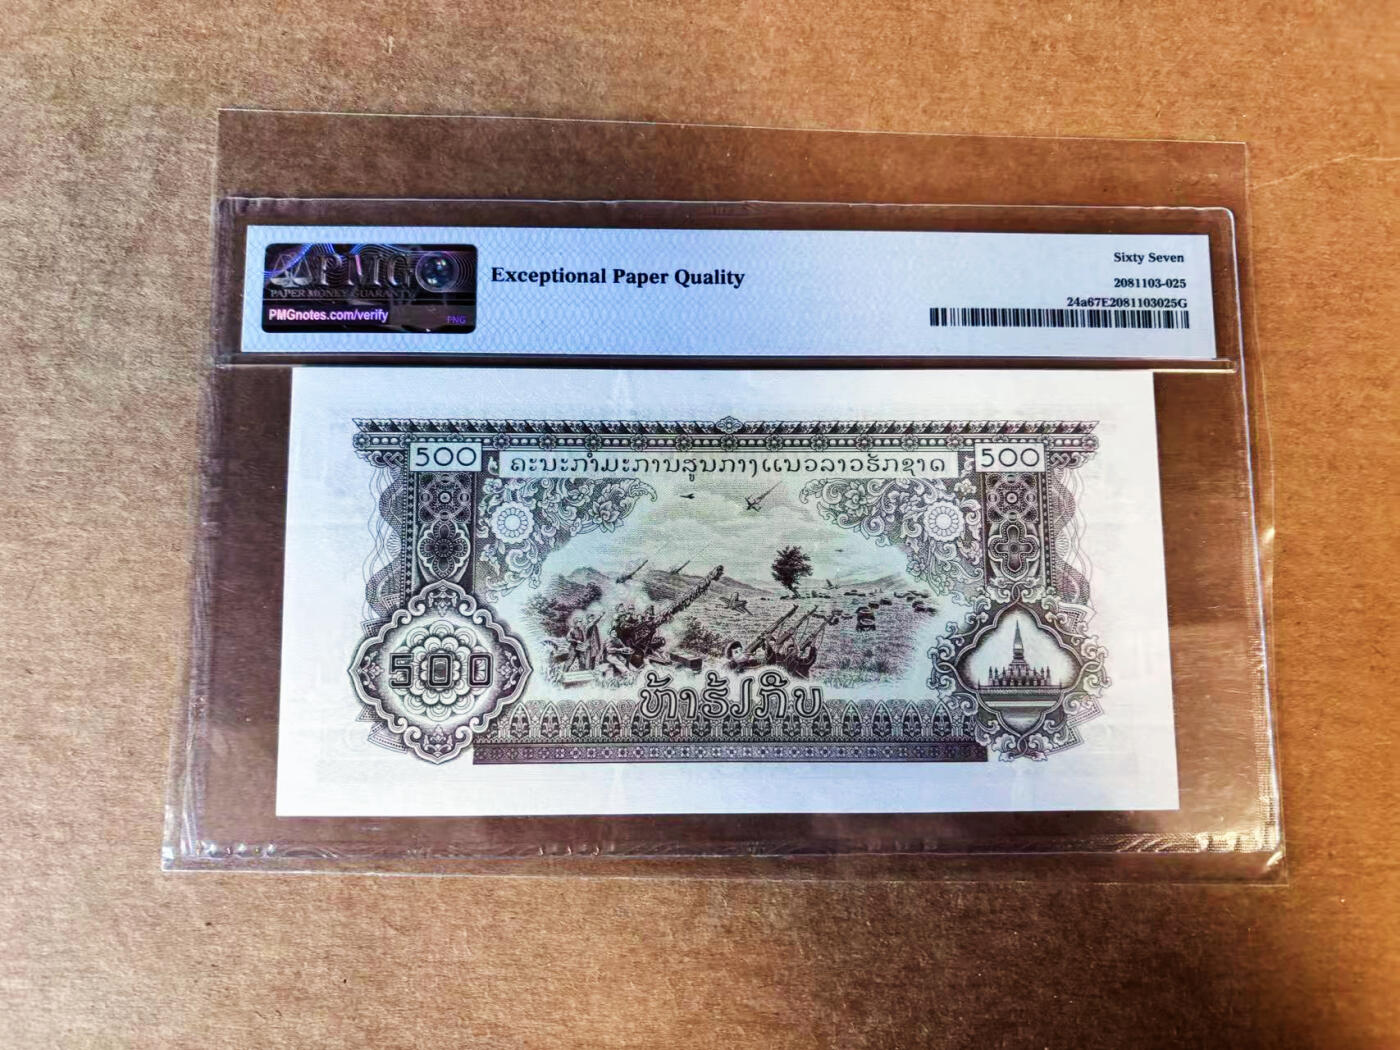 PMG
PAPER MONEY GUARANTY
PMGnotes.com/verify
PNG
Exceptional Paper Quality
Sixty Seven
2081103-025
24a67E2081103025G
500
ຄະນະກຳມະການສູນກາງແນວລາວຮັກຊາດ
500
500
ຫ້າຮ້ຽກີບ